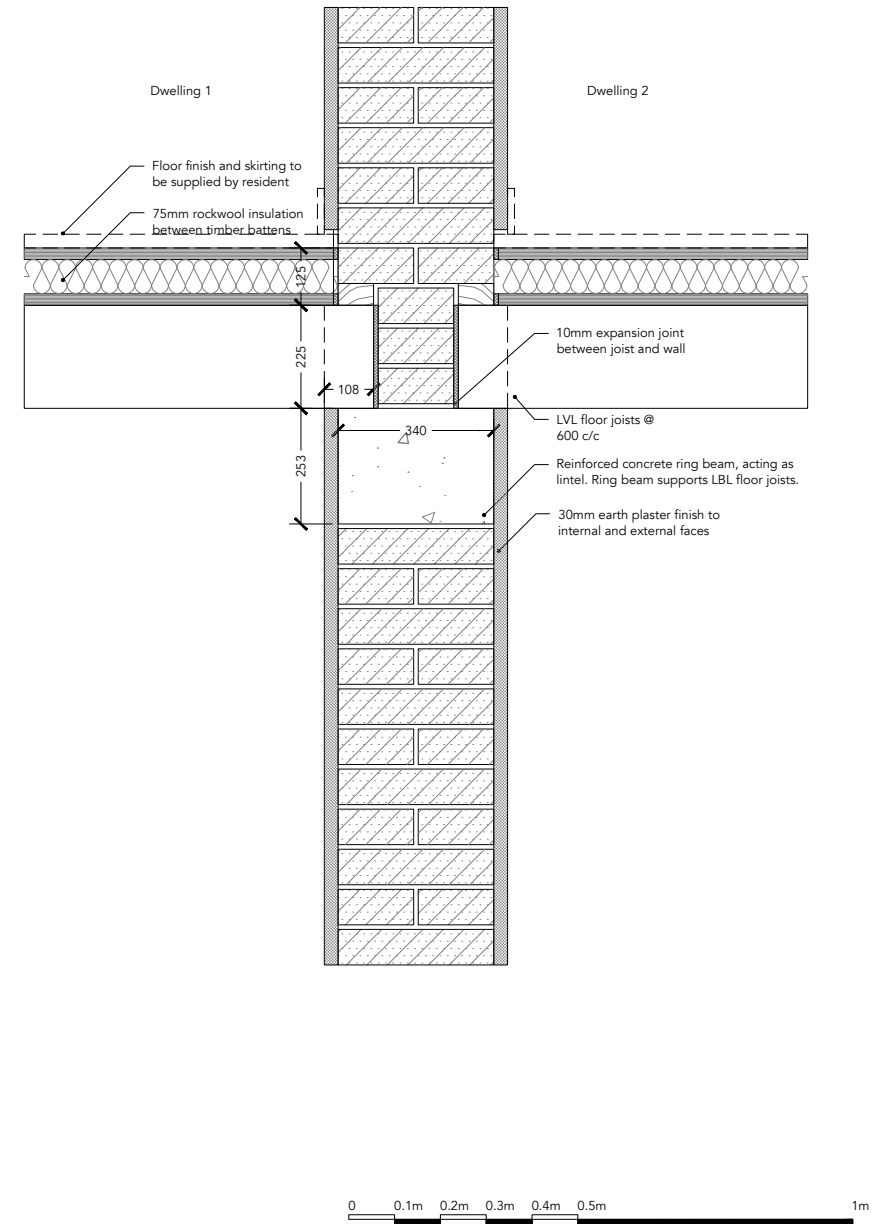 Dwelling 1
Dwelling 2
Floor finish and skirting to
be supplied by resident
75mm rockwool insulation
between timber battens
125
225
108
10mm expansion joint
between joist and wall
LVL floor joists @
600 c/c
340
253
Reinforced concrete ring beam, acting as
lintel. Ring beam supports LBL floor joists.
30mm earth plaster finish to
internal and external faces
0 0.1m 0.2m 0.3m 0.4m 0.5m 1m